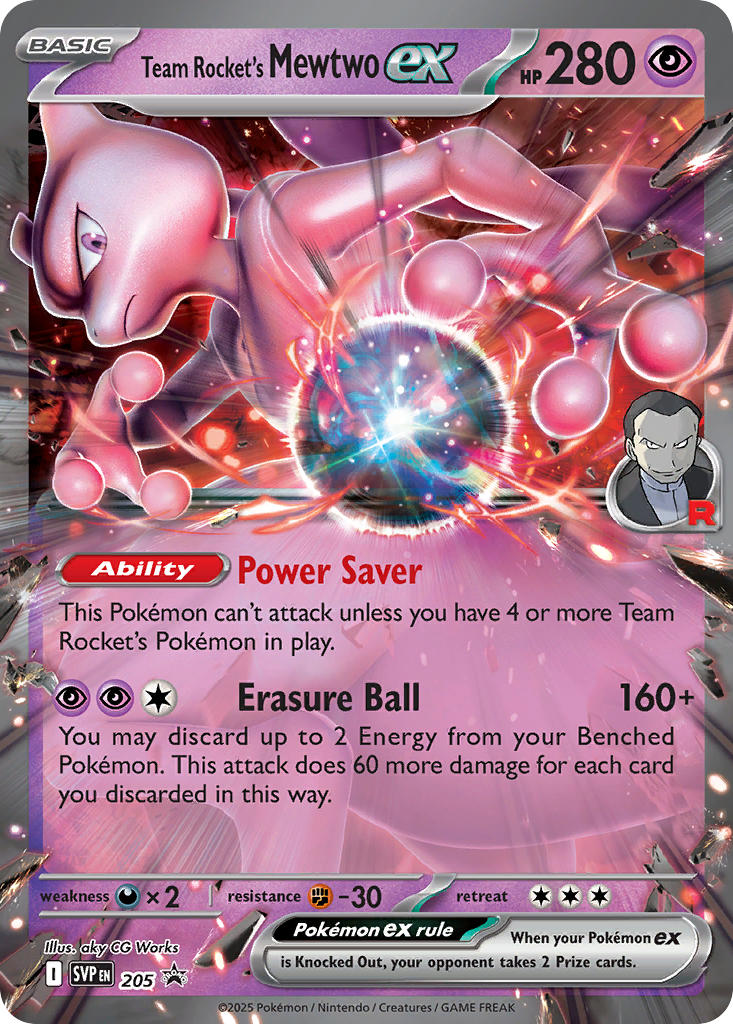 BASIC
Team Rocket's Mewtwo ex HP 280
R
Ability Power Saver
This Pokémon can't attack unless you have 4 or more Team
Rocket's Pokémon in play.
Erasure Ball 160+
You may discard up to 2 Energy from your Benched
Pokémon. This attack does 60 more damage for each card
you discarded in this way.
weakness ×2 resistance -30 retreat
Illus. aky CG Works
Pokémon ex rule When your Pokémon ex
is Knocked Out, your opponent takes 2 Prize cards.
I SVP EN 205
©2025 Pokémon / Nintendo / Creatures / GAME FREAK